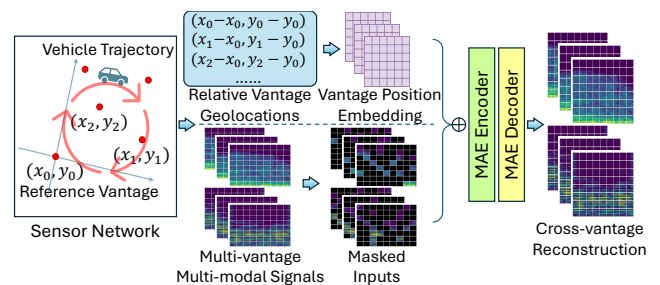 Vehicle Trajectory
(x₂, y₂)
(x₁, y₁)
(x₀, y₀)
Reference Vantage
Sensor Network
(x₀−x₀, y₀ − y₀)
(x₁−x₀, y₁ − y₀)
(x₂−x₀, y₂ − y₀)
......
Relative Vantage
Geolocations
Vantage Position
Embedding
Multi-vantage
Multi-modal Signals
Masked
Inputs
MAE Encoder
MAE Decoder
Cross-vantage
Reconstruction